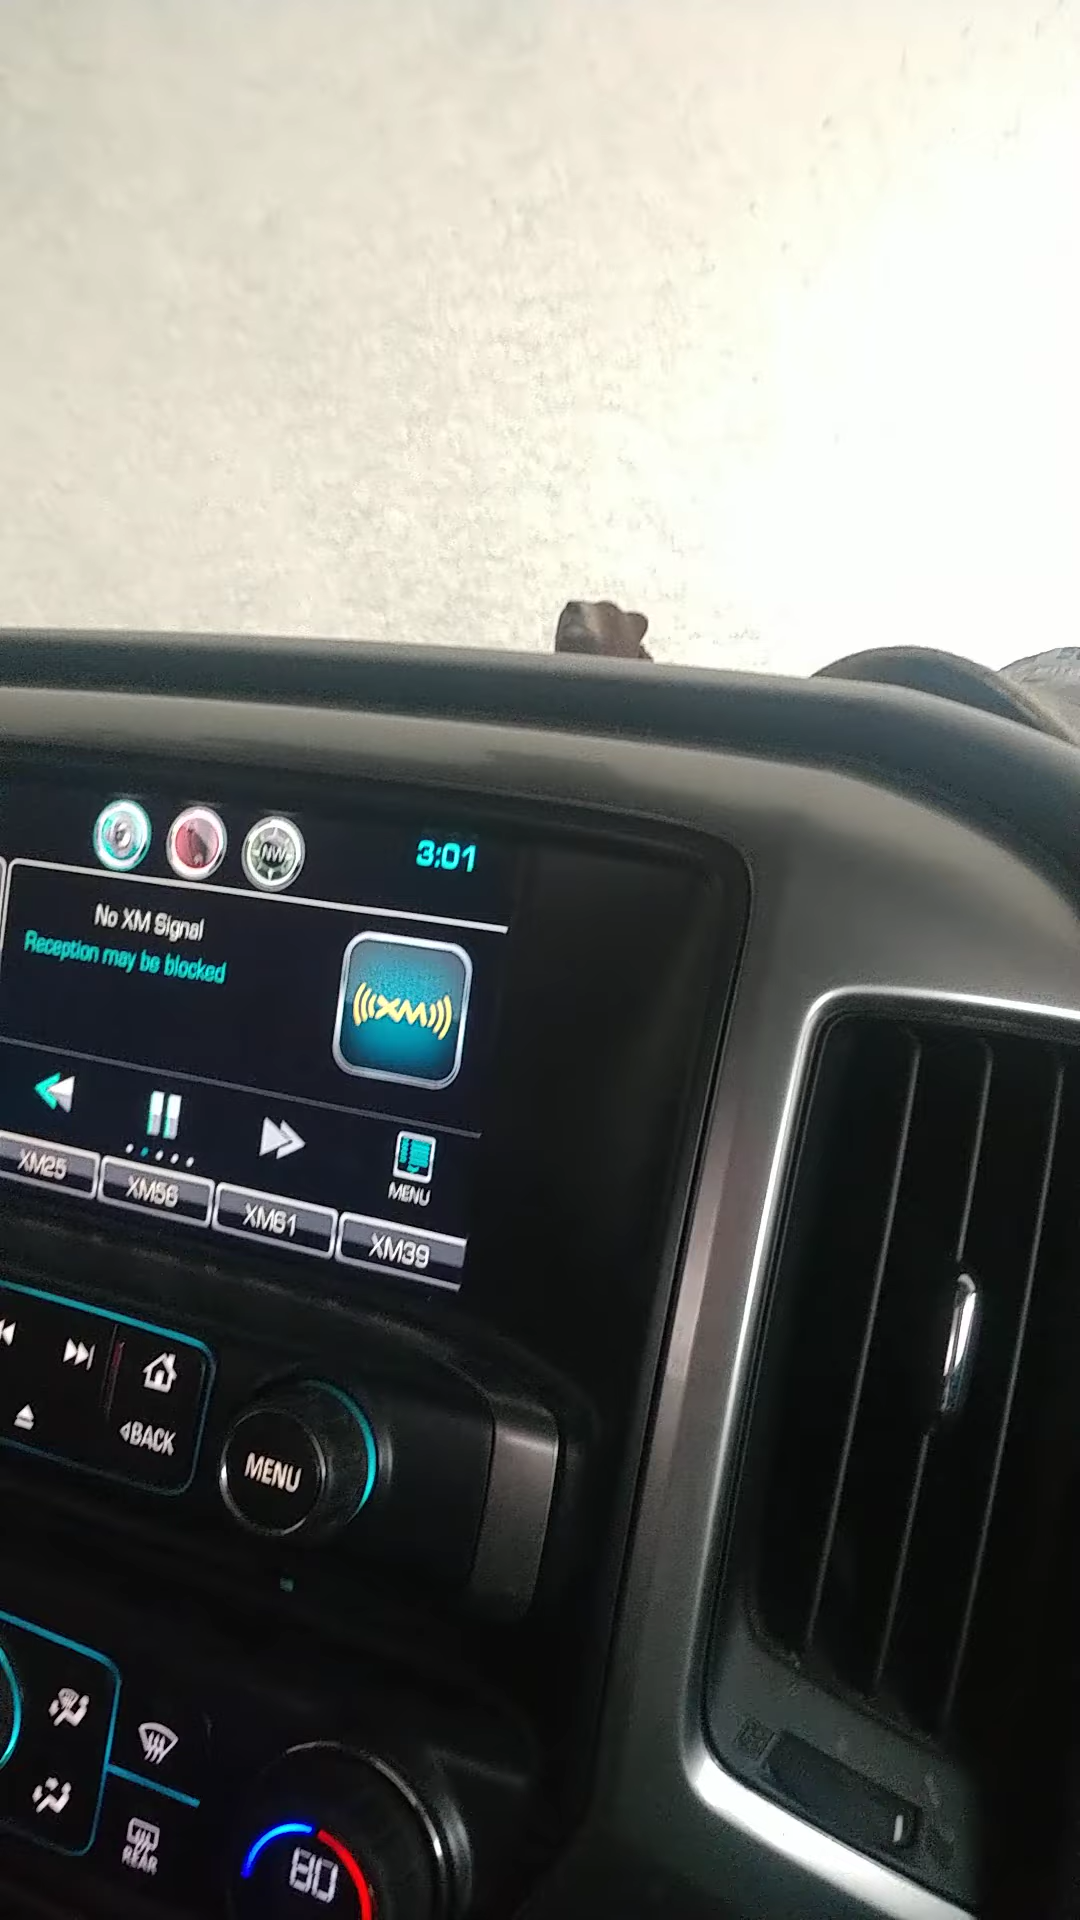 NW
3:01
No XM Signal
Reception may be blocked
((XM))
MENU
XM25
XM56
XM61
XM39
BACK
MENU
REAR
80